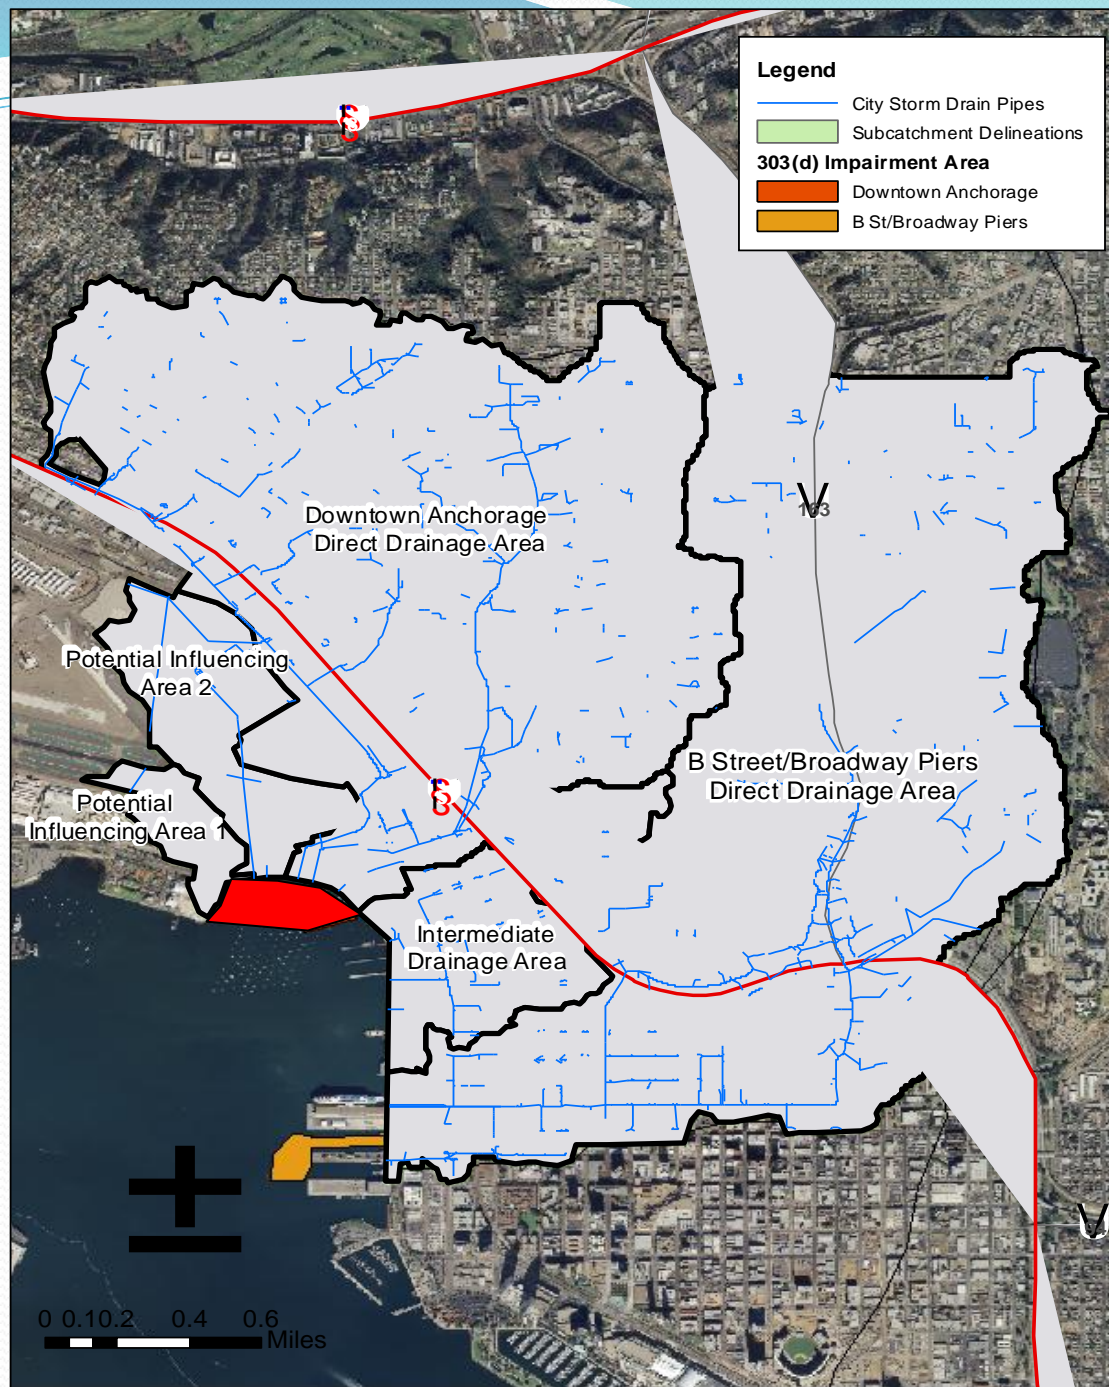 Legend
City Storm Drain Pipes
Subcatchment Delineations
303(d) Impairment Area
Downtown Anchorage
B St/Broadway Piers
163
Downtown Anchorage
Direct Drainage Area
Potential Influencing
Area 2
B Street/Broadway Piers
Direct Drainage Area
Potential
Influencing Area 1
Intermediate
Drainage Area
0 0.10.2 0.4 0.6
Miles